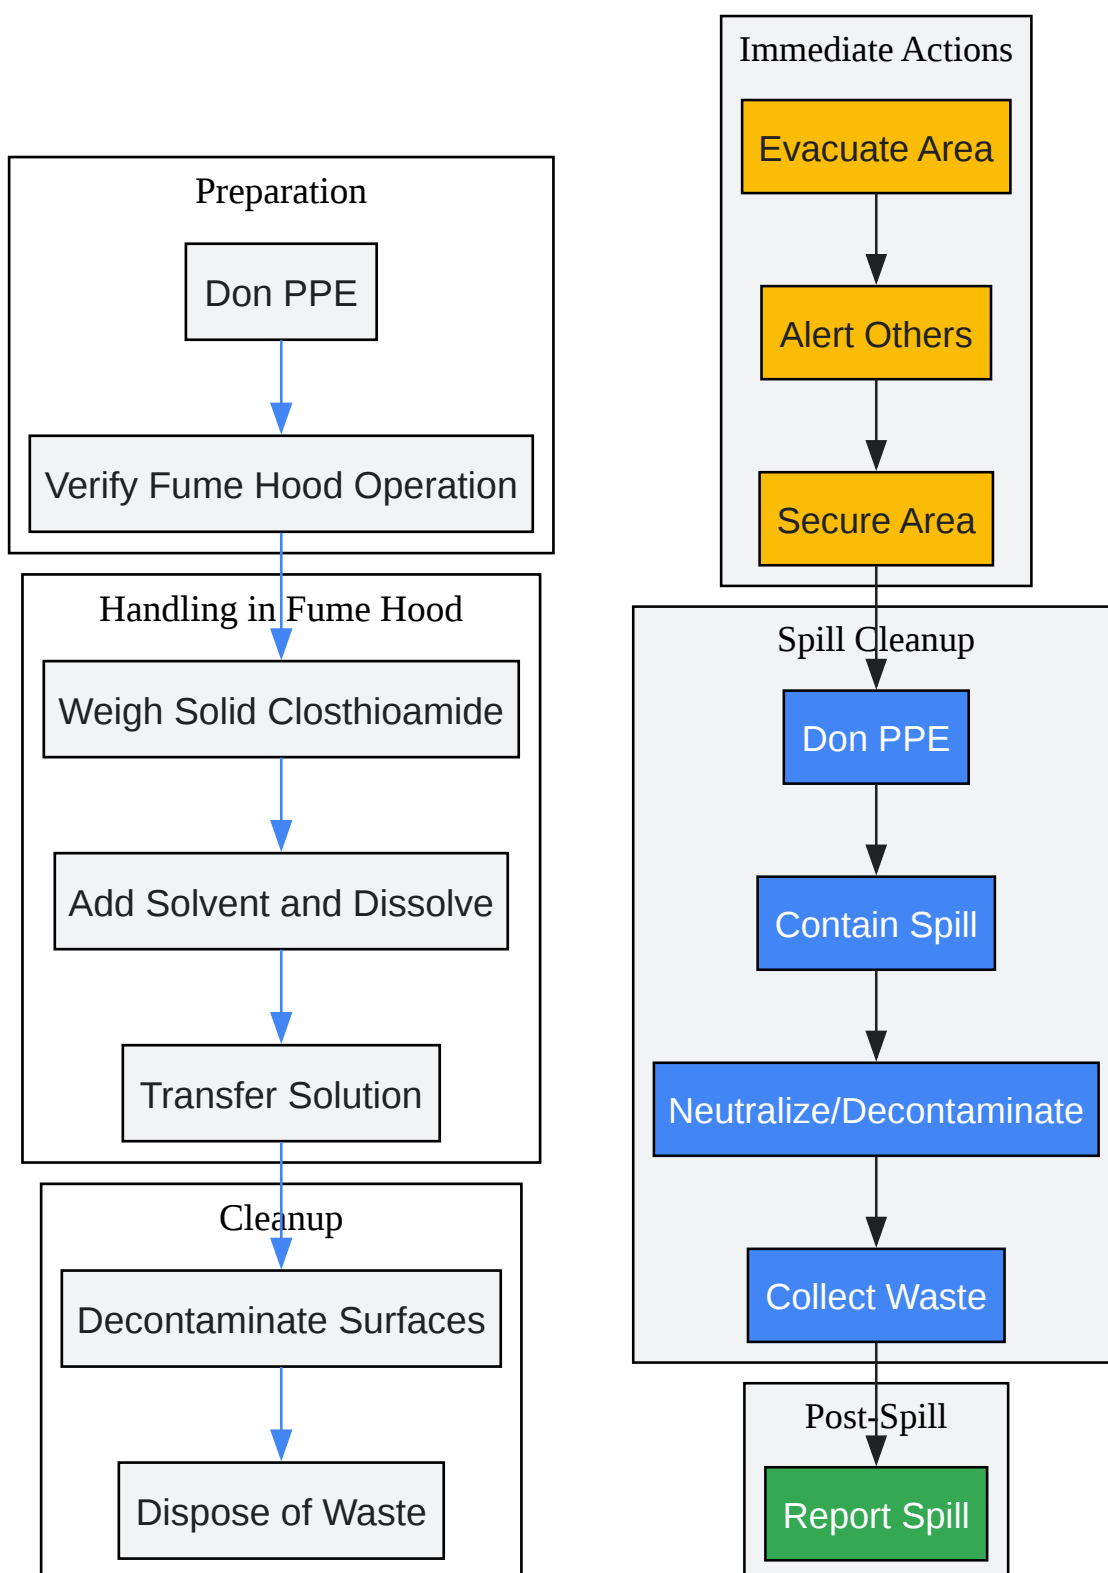 Preparation
Don PPE
Verify Fume Hood Operation
Handling in Fume Hood
Weigh Solid Closthioamide
Add Solvent and Dissolve
Transfer Solution
Cleanup
Decontaminate Surfaces
Dispose of Waste
Immediate Actions
Evacuate Area
Alert Others
Secure Area
Spill Cleanup
Don PPE
Contain Spill
Neutralize/Decontaminate
Collect Waste
Post-Spill
Report Spill